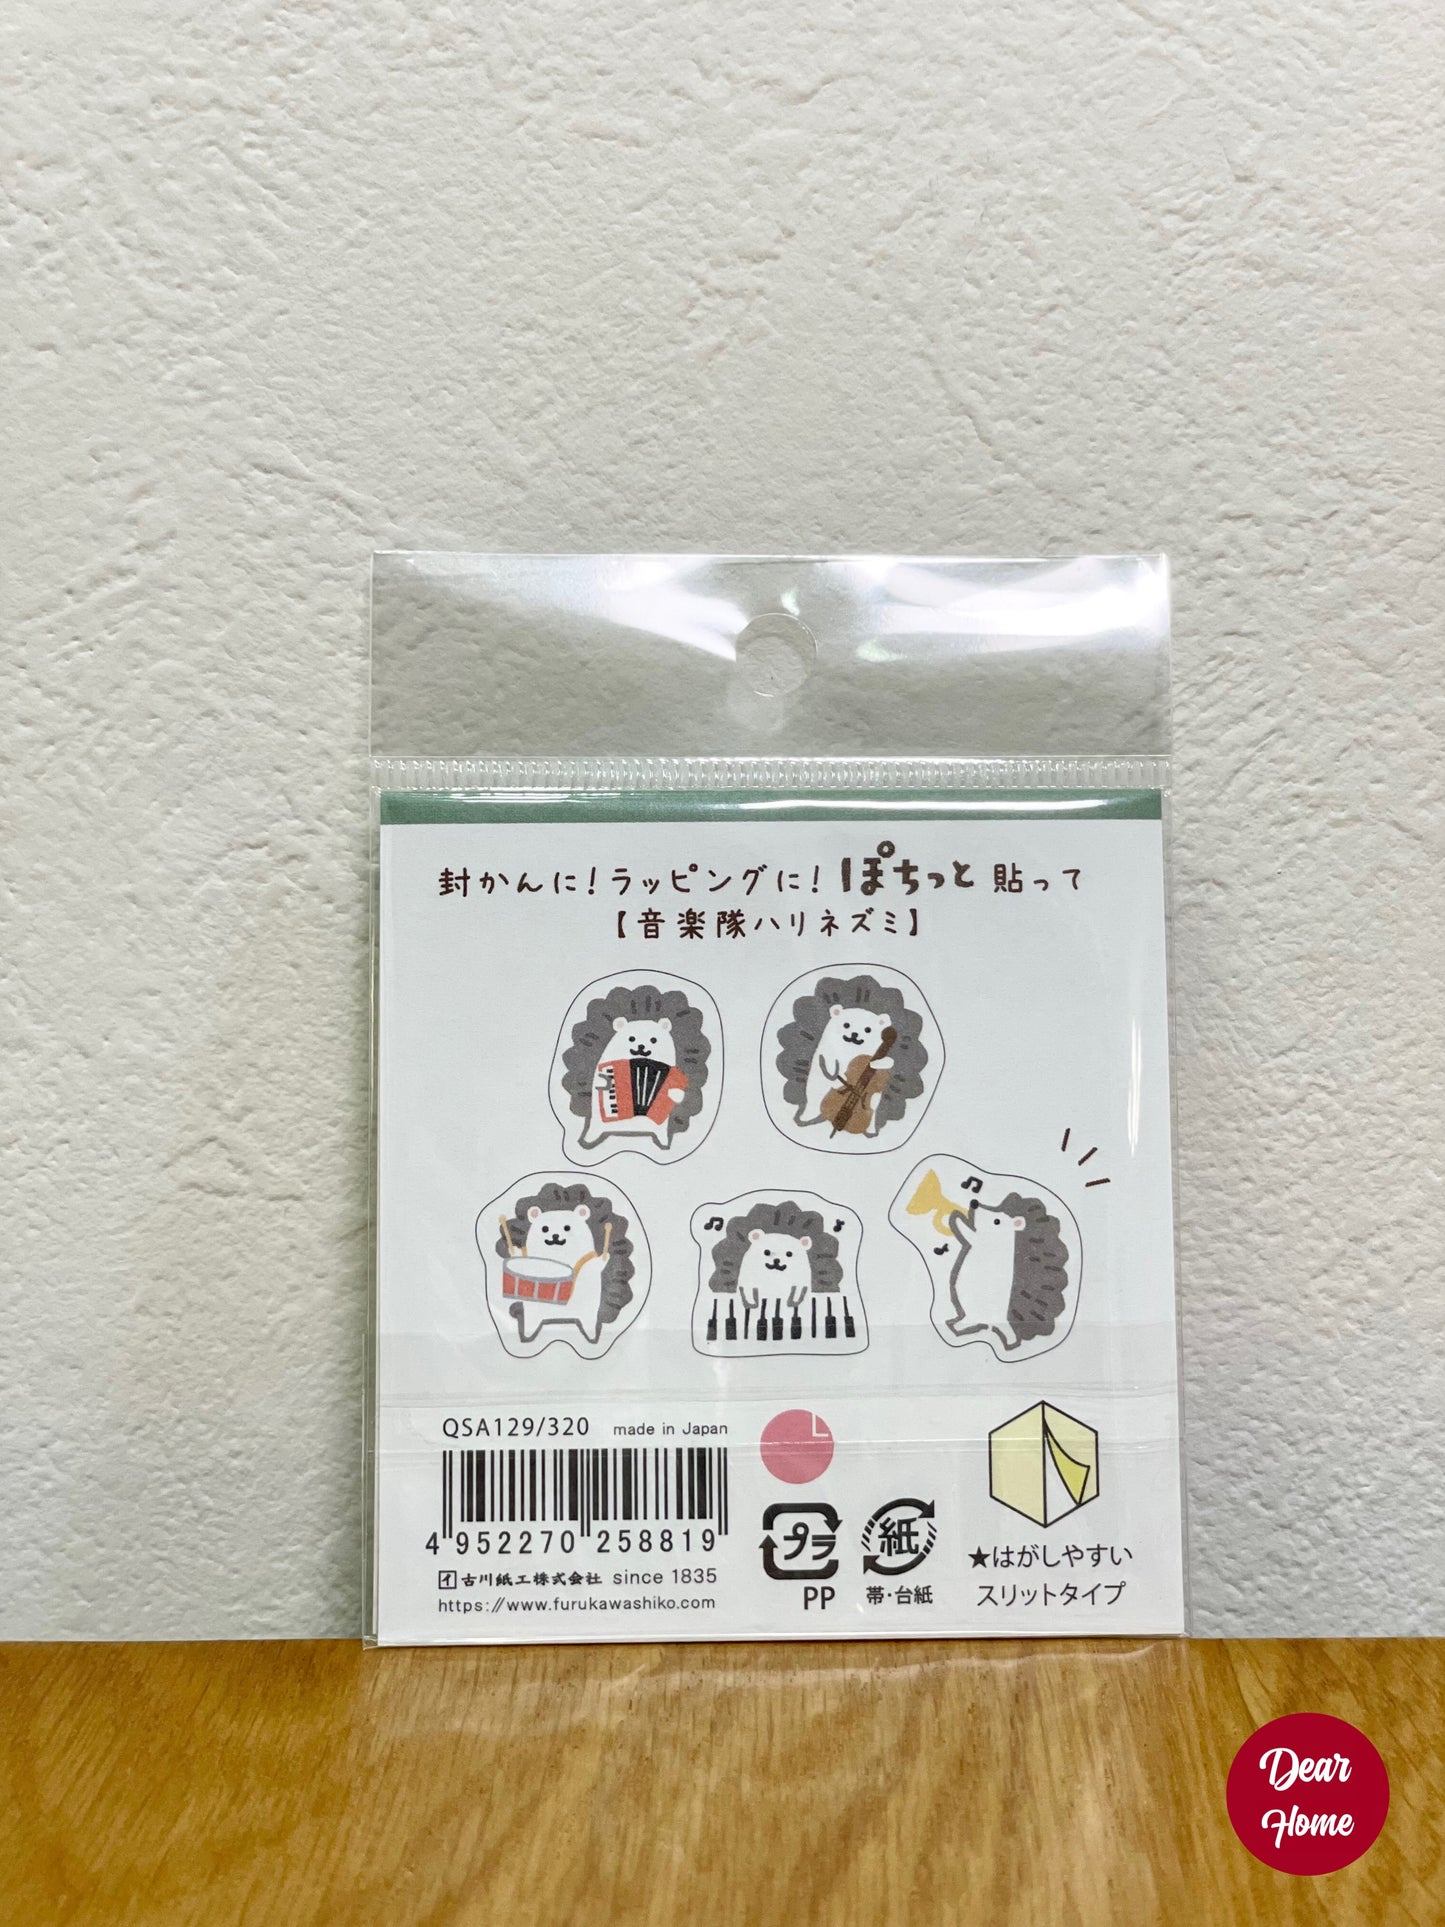 封かんに!ラッピングに!ぽちっと貼って
【音楽隊ハリネズミ】
QSA129/320 made in Japan
4 952270 258819
イ 古川紙工株式会社 since 1835
https://www.furukawashiko.com
プラ
PP
紙
帯・台紙
★はがしやすい
スリットタイプ
Dear
Home